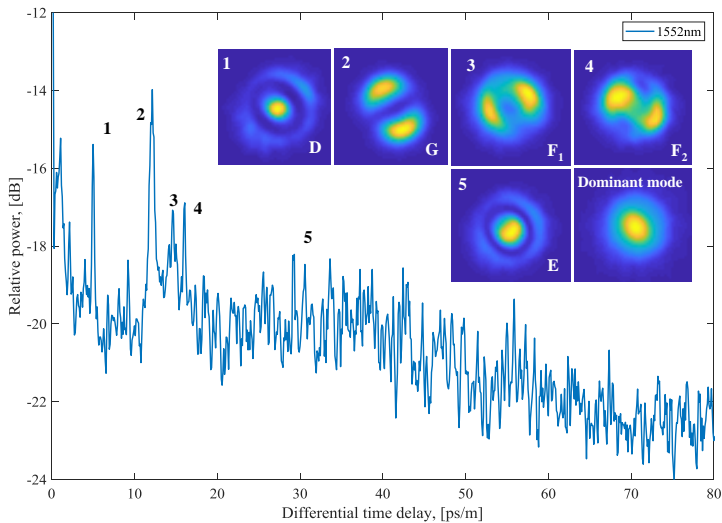 -12
-14
-16
-18
-20
-22
-24
0
10
20
30
40
50
60
70
80
Relative power, [dB]
Differential time delay, [ps/m]
1552nm
1
2
3
4
5
1
D
2
G
3
F₁
4
F₂
5
E
Dominant mode